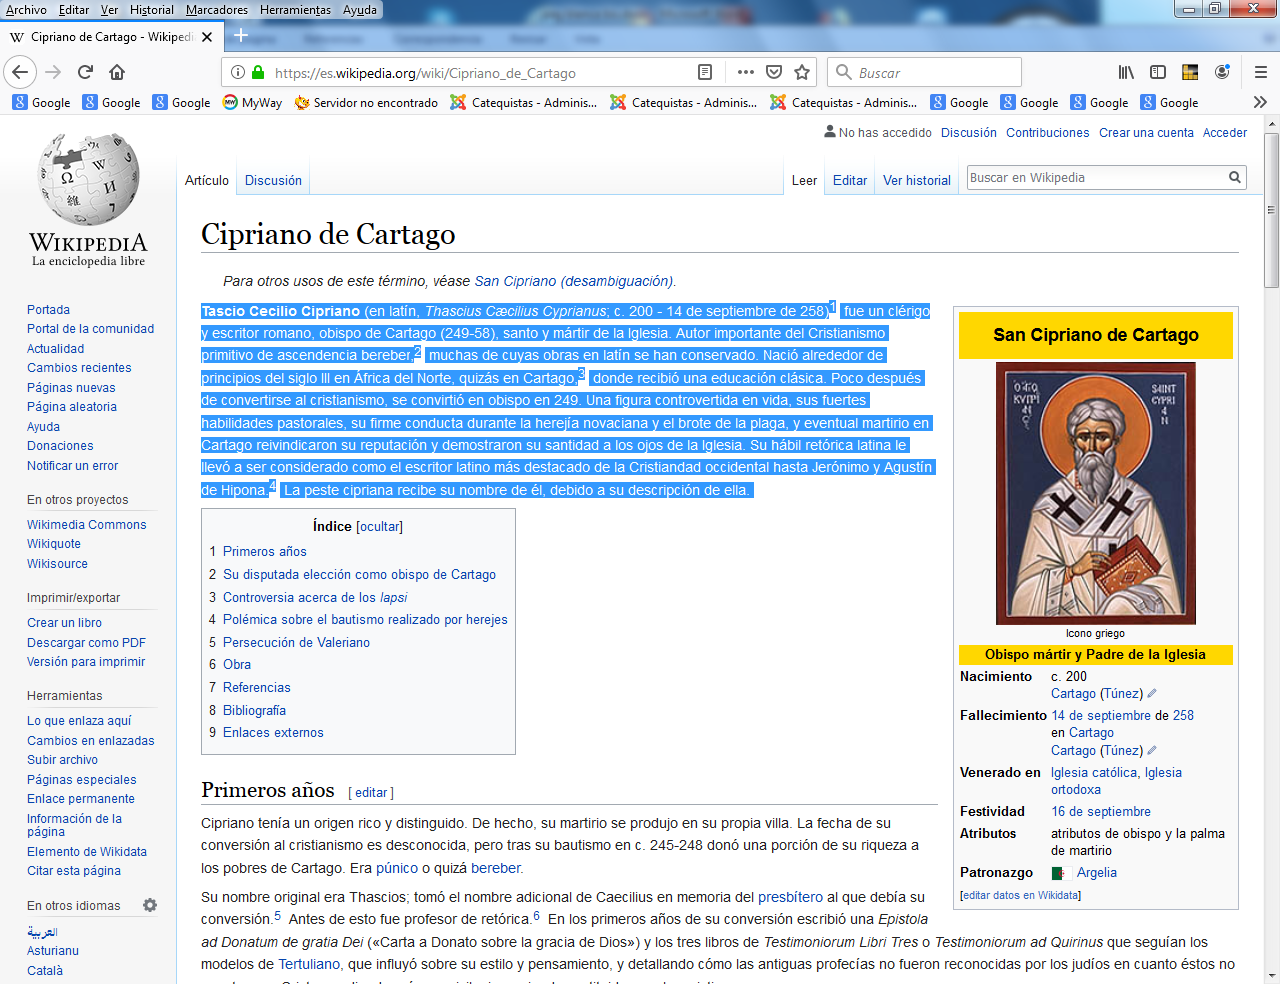 Archivo Editar Ver Historial Marcadores Herramientas Ayuda
Cipriano de Cartago - Wikipedi
https://es.wikipedia.org/wiki/Cipriano_de_Cartago
Buscar
Google Google Google MyWay Servidor no encontrado Catequistas - Adminis... Catequistas - Adminis... Catequistas - Adminis... Google Google Google Google
No has accedido Discusión Contribuciones Crear una cuenta Acceder
Artículo Discusión Leer Editar Ver historial Buscar en Wikipedia
WIKIPEDIA
La enciclopedia libre
Portada
Portal de la comunidad
Actualidad
Cambios recientes
Páginas nuevas
Página aleatoria
Ayuda
Donaciones
Notificar un error
En otros proyectos
Wikimedia Commons
Wikiquote
Wikisource
Imprimir/exportar
Crear un libro
Descargar como PDF
Versión para imprimir
Herramientas
Lo que enlaza aquí
Cambios en enlazadas
Subir archivo
Páginas especiales
Enlace permanente
Información de la
página
Elemento de Wikidata
Citar esta página
En otros idiomas
العربية
Asturianu
Català
Cipriano de Cartago
Para otros usos de este término, véase San Cipriano (desambiguación).
Tascio Cecilio Cipriano (en latín, Thascius Cæcilius Cyprianus; c. 200 - 14 de septiembre de 258)1 fue un clérigo
y escritor romano, obispo de Cartago (249-58), santo y mártir de la Iglesia. Autor importante del Cristianismo
primitivo de ascendencia bereber,2 muchas de cuyas obras en latín se han conservado. Nació alrededor de
principios del siglo III en África del Norte, quizás en Cartago,3 donde recibió una educación clásica. Poco después
de convertirse al cristianismo, se convirtió en obispo en 249. Una figura controvertida en vida, sus fuertes
habilidades pastorales, su firme conducta durante la herejía novaciana y el brote de la plaga, y eventual martirio en
Cartago reivindicaron su reputación y demostraron su santidad a los ojos de la Iglesia. Su hábil retórica latina le
llevó a ser considerado como el escritor latino más destacado de la Cristiandad occidental hasta Jerónimo y Agustín
de Hipona.4 La peste cipriana recibe su nombre de él, debido a su descripción de ella.
Índice [ocultar]
1 Primeros años
2 Su disputada elección como obispo de Cartago
3 Controversia acerca de los lapsi
4 Polémica sobre el bautismo realizado por herejes
5 Persecución de Valeriano
6 Obra
7 Referencias
8 Bibliografía
9 Enlaces externos
San Cipriano de Cartago
SAINT
CYPRI
AN
Icono griego
Obispo mártir y Padre de la Iglesia
Nacimiento c. 200
Cartago (Túnez)
Fallecimiento 14 de septiembre de 258
en Cartago
Cartago (Túnez)
Venerado en Iglesia católica, Iglesia
ortodoxa
Festividad 16 de septiembre
Atributos atributos de obispo y la palma
de martirio
Patronazgo Argelia
[editar datos en Wikidata]
Primeros años [ editar ]
Cipriano tenía un origen rico y distinguido. De hecho, su martirio se produjo en su propia villa. La fecha de su
conversión al cristianismo es desconocida, pero tras su bautismo en c. 245-248 donó una porción de su riqueza a
los pobres de Cartago. Era púnico o quizá bereber.
Su nombre original era Thascios; tomó el nombre adicional de Caecilius en memoria del presbítero al que debía su
conversión.5 Antes de esto fue profesor de retórica.6 En los primeros años de su conversión escribió una Epistola
ad Donatum de gratia Dei («Carta a Donato sobre la gracia de Dios») y los tres libros de Testimoniorum Libri Tres o Testimoniorum ad Quirinus que seguían los
modelos de Tertuliano, que influyó sobre su estilo y pensamiento, y detallando cómo las antiguas profecías no fueron reconocidas por los judíos en cuanto éstos no